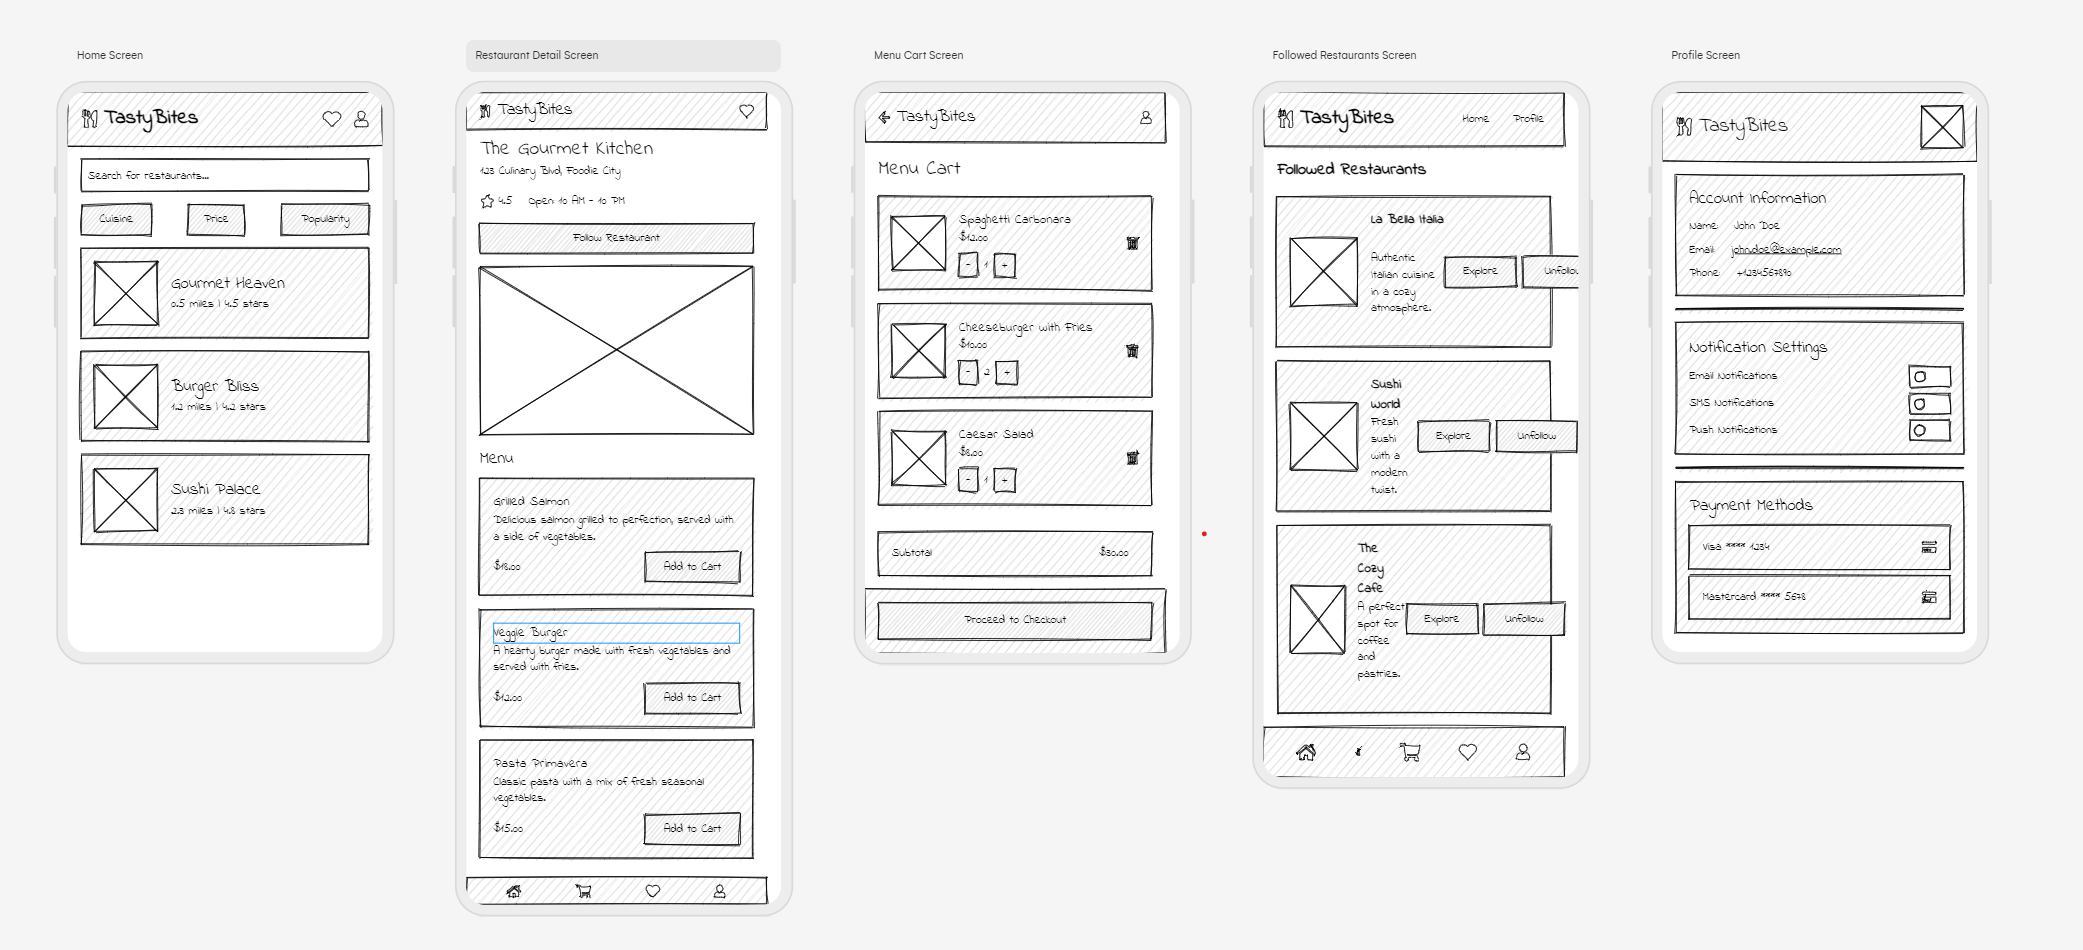 Home Screen
TastyBites
Search for restaurants...
Cuisine
Price
Popularity
Gourmet Heaven
0.5 miles | 4.5 stars
Burger Bliss
1.2 miles | 4.2 stars
Sushi Palace
2.3 miles | 4.8 stars
Restaurant Detail Screen
TastyBites
The Gourmet Kitchen
123 Culinary Blvd, Foodie City
4.5 Open: 10 AM - 10 PM
Follow Restaurant
Menu
Grilled Salmon
Delicious salmon grilled to perfection, served with
a side of vegetables.
$18.00
Add to Cart
Veggie Burger
A hearty burger made with fresh vegetables and
served with fries.
$12.00
Add to Cart
Pasta Primavera
Classic pasta with a mix of fresh seasonal
vegetables.
$15.00
Add to Cart
Menu Cart Screen
TastyBites
Menu Cart
Spaghetti Carbonara
$12.00
- 1 +
Cheeseburger with Fries
$10.00
- 2 +
Caesar Salad
$8.00
- 1 +
Subtotal
$30.00
Proceed to Checkout
Followed Restaurants Screen
TastyBites
Home
Profile
Followed Restaurants
La Bella Italia
Authentic
Italian cuisine
in a cozy
atmosphere.
Explore
Unfollow
Sushi
World
Fresh
sushi
with a
modern
twist.
Explore
Unfollow
The
Cozy
Cafe
A perfect
spot for
coffee
and
pastries.
Explore
Unfollow
Profile Screen
TastyBites
Account Information
Name: John Doe
Email: johndoe@example.com
Phone: +1234567890
Notification Settings
Email Notifications
SMS Notifications
Push Notifications
Payment Methods
Visa **** 1234
Mastercard **** 5678